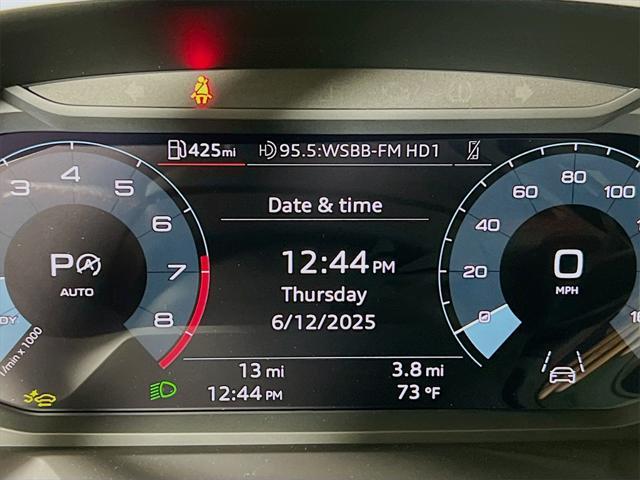 425mi
95.5:WSBB-FM HD1
Date & time
12:44 PM
Thursday
6/12/2025
3 4 5 6 7 8
P A
AUTO
1/min x 1000
0 20 40 60 80 100
0
MPH
13 mi
3.8 mi
12:44 PM
73 °F